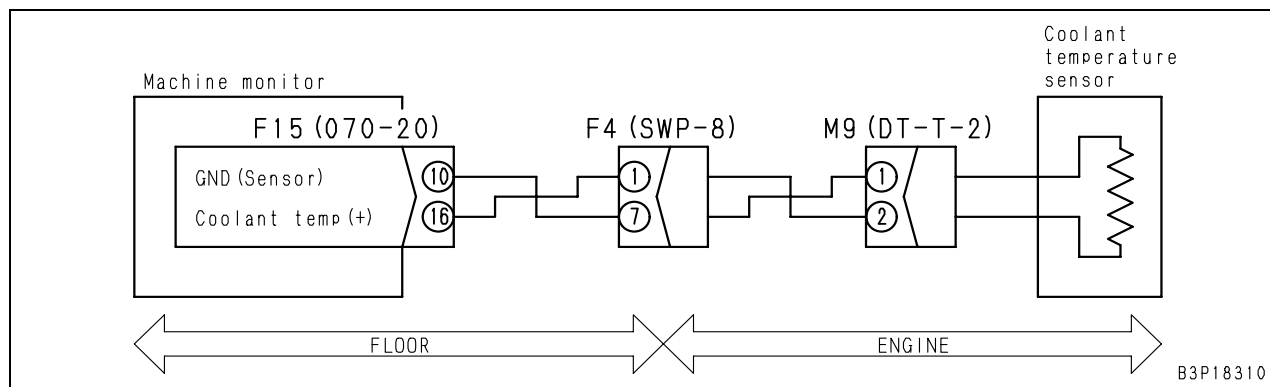 Coolant
temperature
sensor
Machine monitor
F15 (070-20)
F4 (SWP-8)
M9 (DT-T-2)
GND (Sensor)
10
1
1
Coolant temp (+)
16
7
2
FLOOR
ENGINE
B3P18310